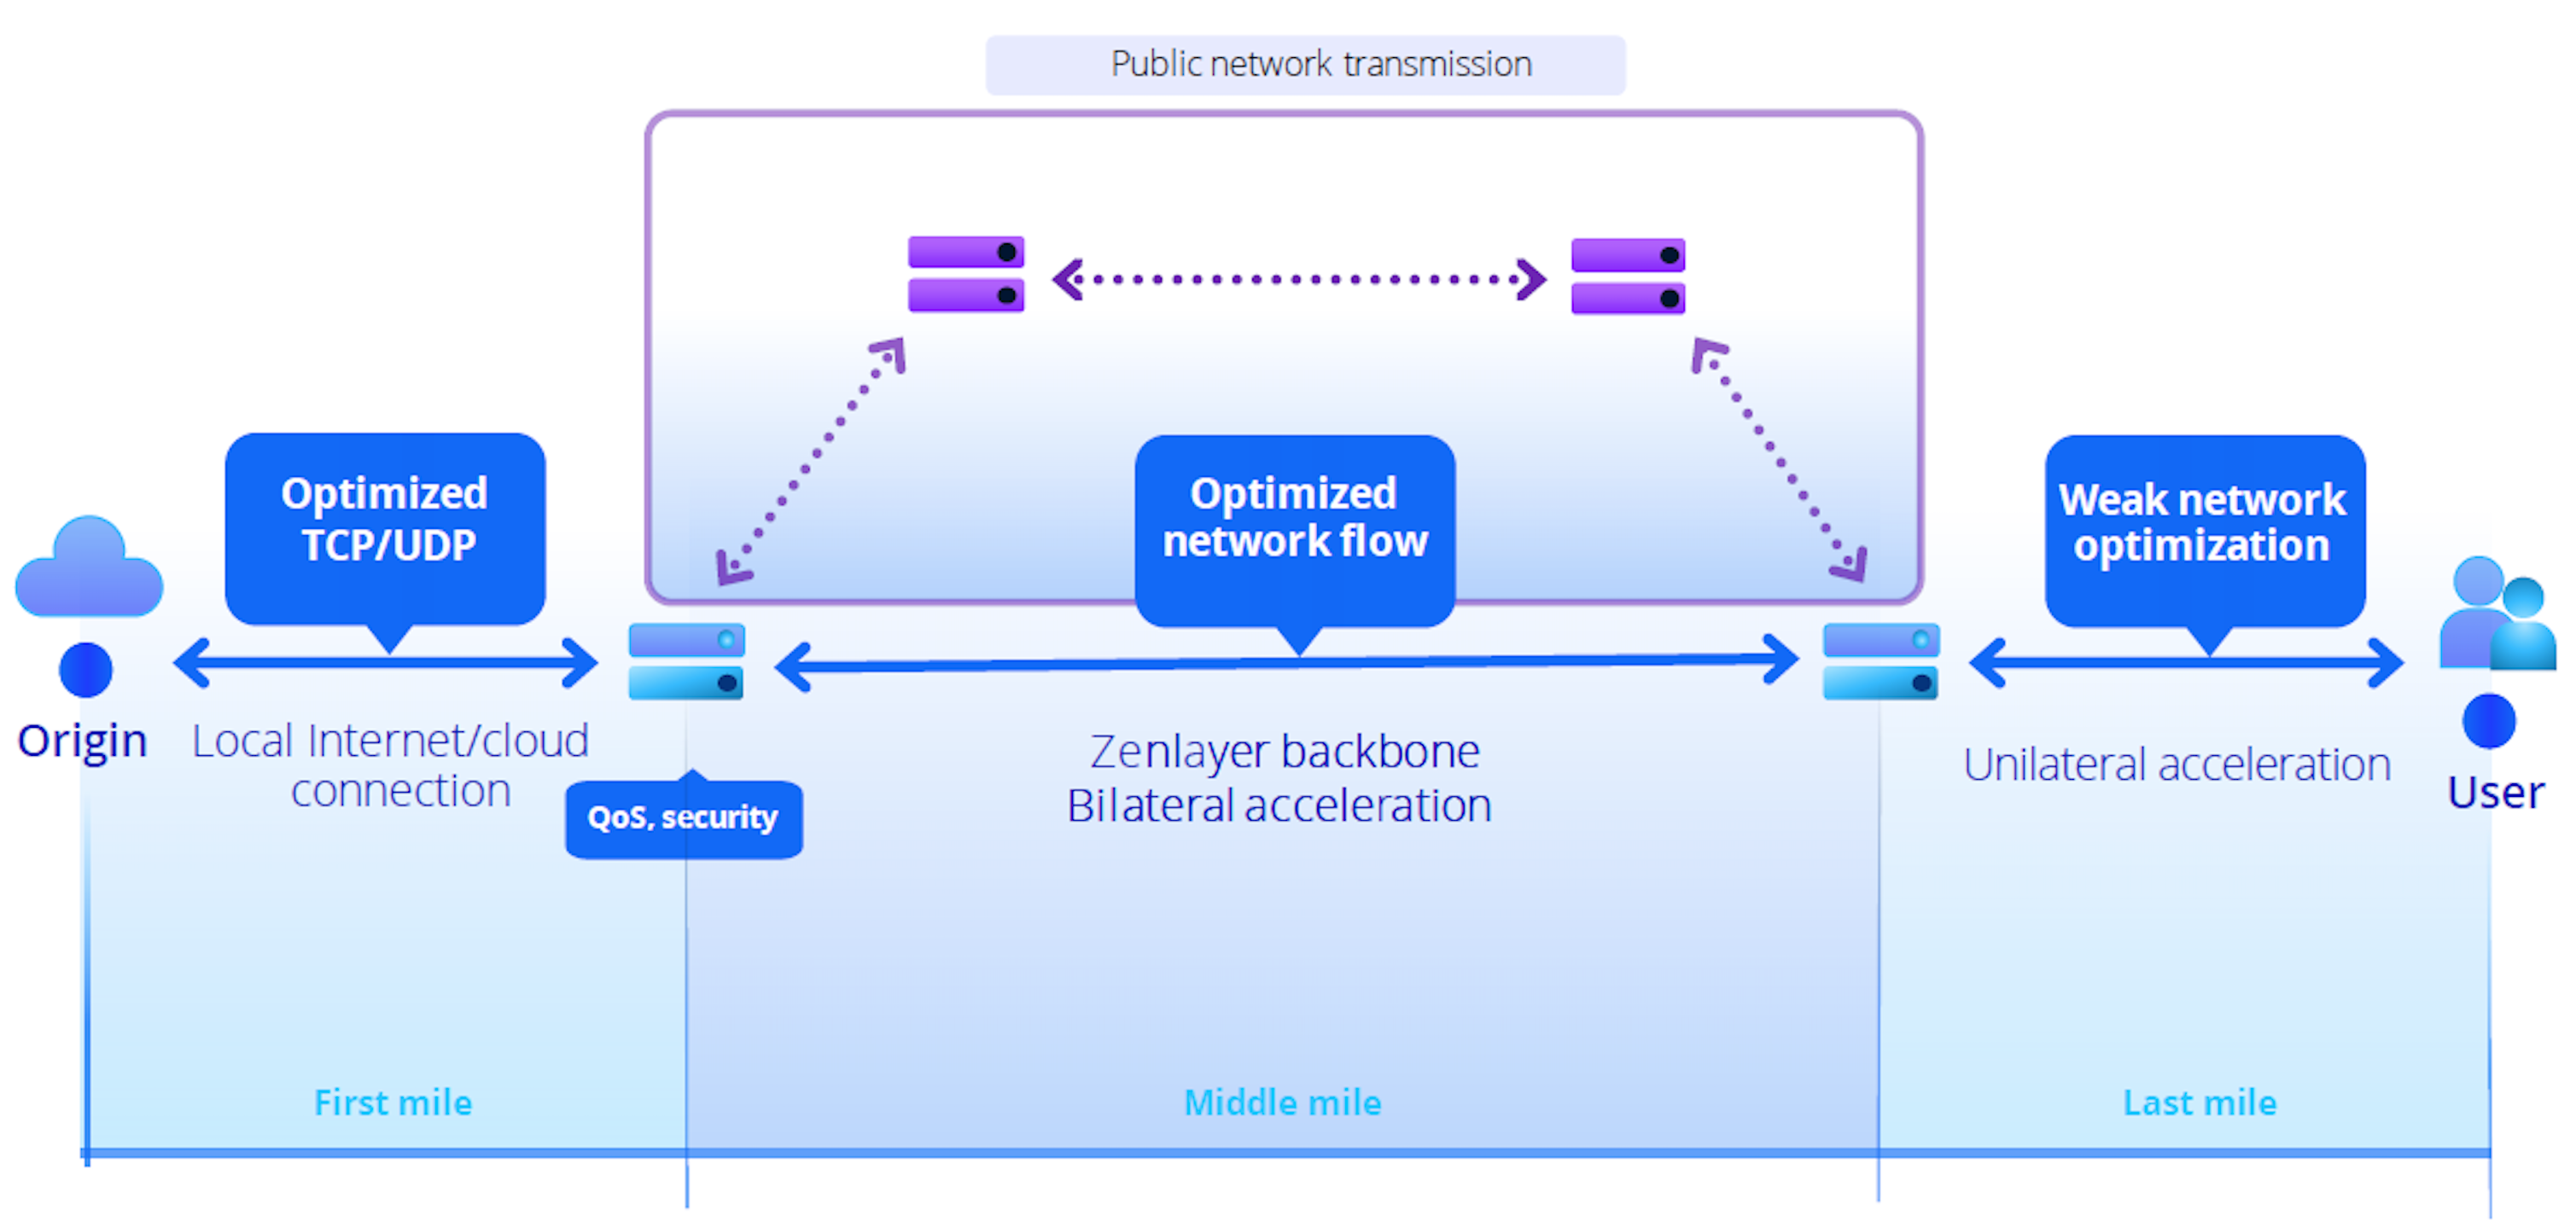 Public network transmission
Optimized
TCP/UDP
Optimized
network flow
Weak network
optimization
Origin
Local Internet/cloud
connection
QoS, security
Zenlayer backbone
Bilateral acceleration
Unilateral acceleration
User
First mile
Middle mile
Last mile